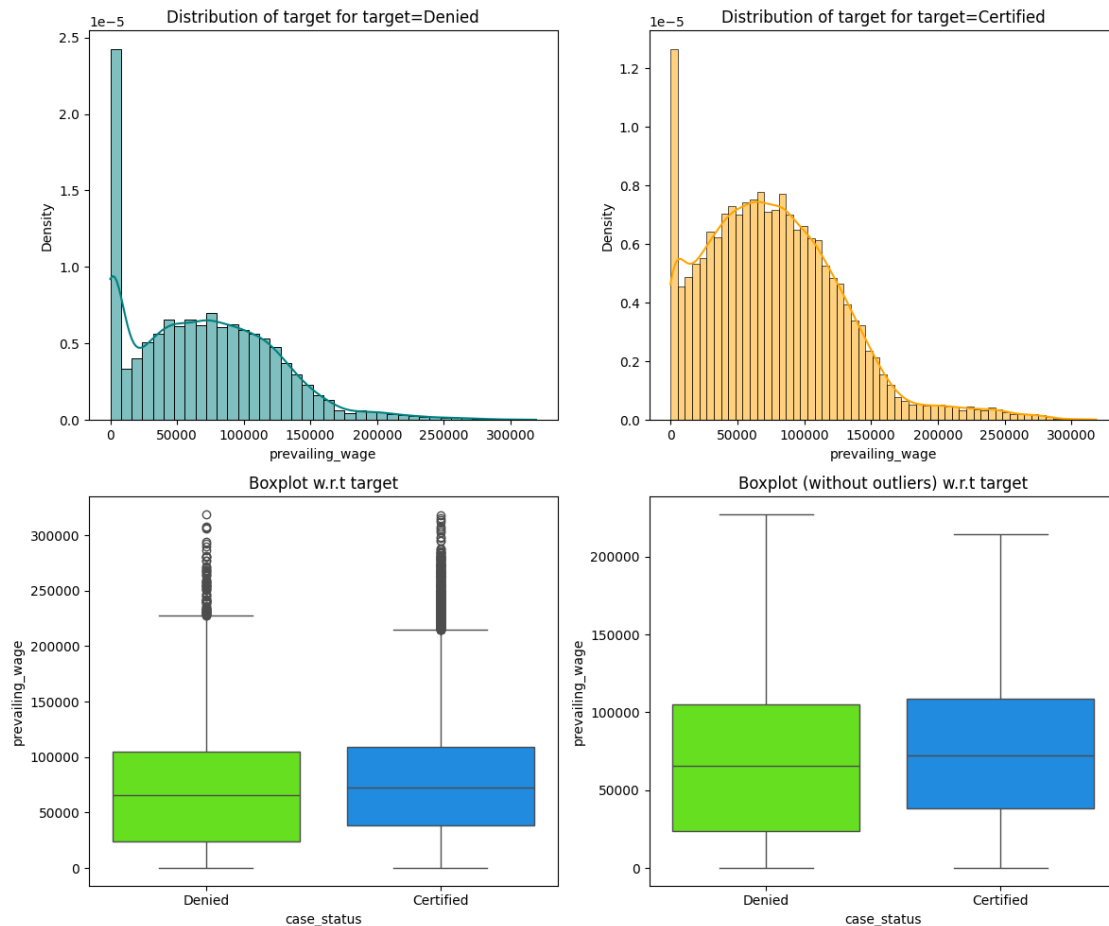 Distribution of target for target=Denied
1e−5
2.5
2.0
1.5
1.0
0.5
0.0
Density
0 50000 100000 150000 200000 250000 300000
prevailing_wage
Distribution of target for target=Certified
1e−5
1.2
1.0
0.8
0.6
0.4
0.2
0.0
Density
0 50000 100000 150000 200000 250000 300000
prevailing_wage
Boxplot w.r.t target
300000
250000
200000
150000
100000
50000
0
prevailing_wage
Denied Certified
case_status
Boxplot (without outliers) w.r.t target
200000
150000
100000
50000
0
prevailing_wage
Denied Certified
case_status